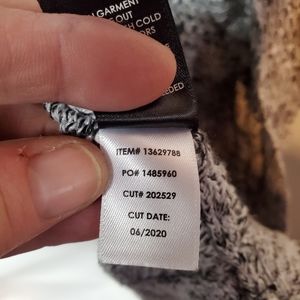 GARMENT
OUT
COLD
ITEM# 13629788
PO# 1485960
CUT# 202529
CUT DATE:
06/2020